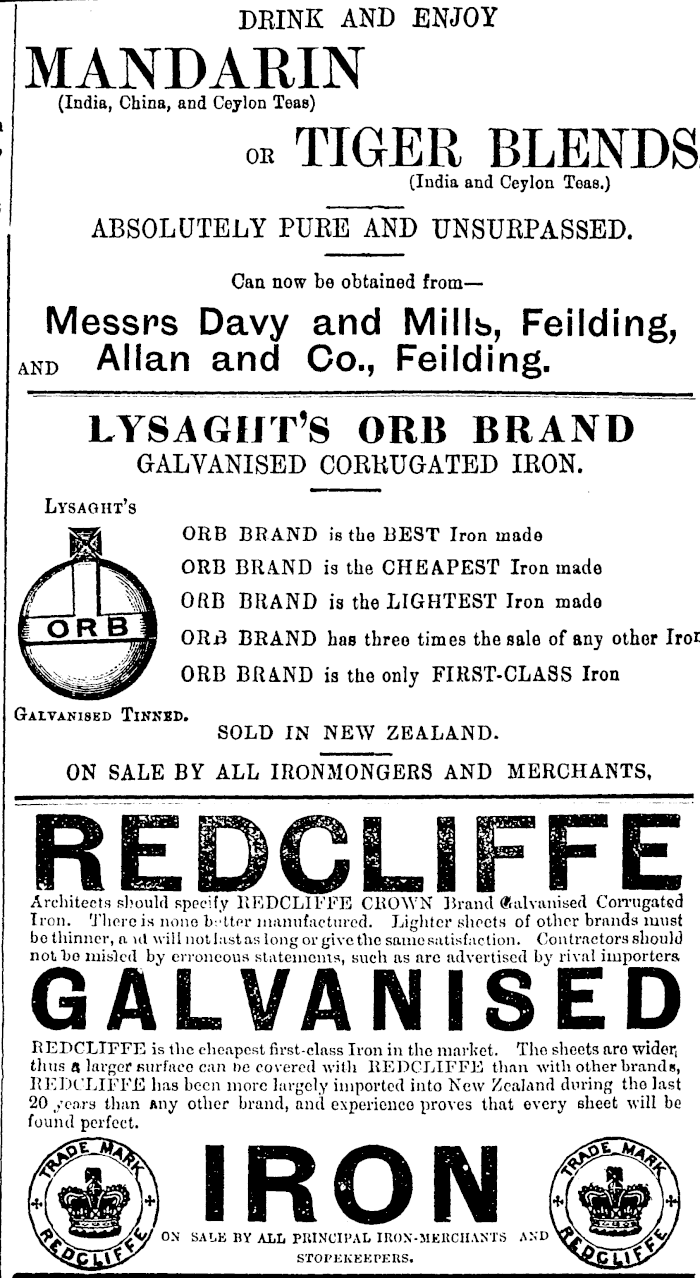 DRINK AND ENJOY
MANDARIN
(India, China, and Ceylon Teas)
OR TIGER BLENDS
(India and Ceylon Teas.)
ABSOLUTELY PURE AND UNSURPASSED.
Can now be obtained from—
Messrs Davy and Mills, Feilding,
AND Allan and Co., Feilding.
LYSAGHT'S ORB BRAND
GALVANISED CORRUGATED IRON.
LYSAGHT'S
ORB
GALVANISED TINNED.
ORB BRAND is the BEST Iron made
ORB BRAND is the CHEAPEST Iron made
ORB BRAND is the LIGHTEST Iron made
ORB BRAND has three times the sale of any other Iron
ORB BRAND is the only FIRST-CLASS Iron
SOLD IN NEW ZEALAND.
ON SALE BY ALL IRONMONGERS AND MERCHANTS,
REDCLIFFE
Architects should specify REDCLIFFE CROWN Brand Galvanised Corrugated
Iron. There is none better manufactured. Lighter sheets of other brands must
be thinner, and will not last as long or give the same satisfaction. Contractors should
not be misled by erroneous statements, such as are advertised by rival importers
GALVANISED
REDCLIFFE is the cheapest first-class Iron in the market. The sheets are wider,
thus a larger surface can be covered with REDCLIFFE than with other brands,
REDCLIFFE has been more largely imported into New Zealand during the last
20 years than any other brand, and experience proves that every sheet will be
found perfect.
TRADE MARK
REDCLIFFE
IRON
TRADE MARK
REDCLIFFE
ON SALE BY ALL PRINCIPAL IRON-MERCHANTS AND
STOREKEEPERS.